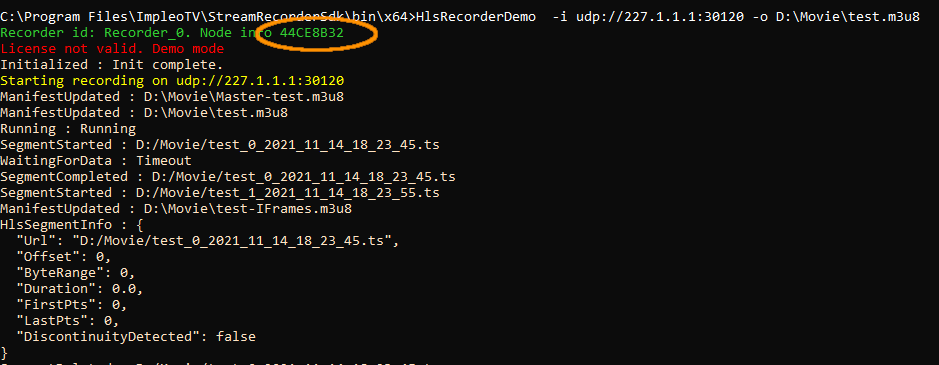 C:\Program Files\ImpleoTV\StreamRecorderSdk\bin\x64>HlsRecorderDemo  -i udp://227.1.1.1:30120 -o D:\Movie\test.m3u8
Recorder id: Recorder_0. Node info 44CE8B32
License not valid. Demo mode
Initialized : Init complete.
Starting recording on udp://227.1.1.1:30120
ManifestUpdated : D:\Movie\Master-test.m3u8
ManifestUpdated : D:\Movie\test.m3u8
Running : Running
SegmentStarted : D:/Movie/test_0_2021_11_14_18_23_45.ts
WaitingForData : Timeout
SegmentCompleted : D:/Movie/test_0_2021_11_14_18_23_45.ts
SegmentStarted : D:/Movie/test_1_2021_11_14_18_23_55.ts
ManifestUpdated : D:\Movie\test-IFrames.m3u8
HlsSegmentInfo : {
  "Url": "D:/Movie/test_0_2021_11_14_18_23_45.ts",
  "Offset": 0,
  "ByteRange": 0,
  "Duration": 0.0,
  "FirstPts": 0,
  "LastPts": 0,
  "DiscontinuityDetected": false
}